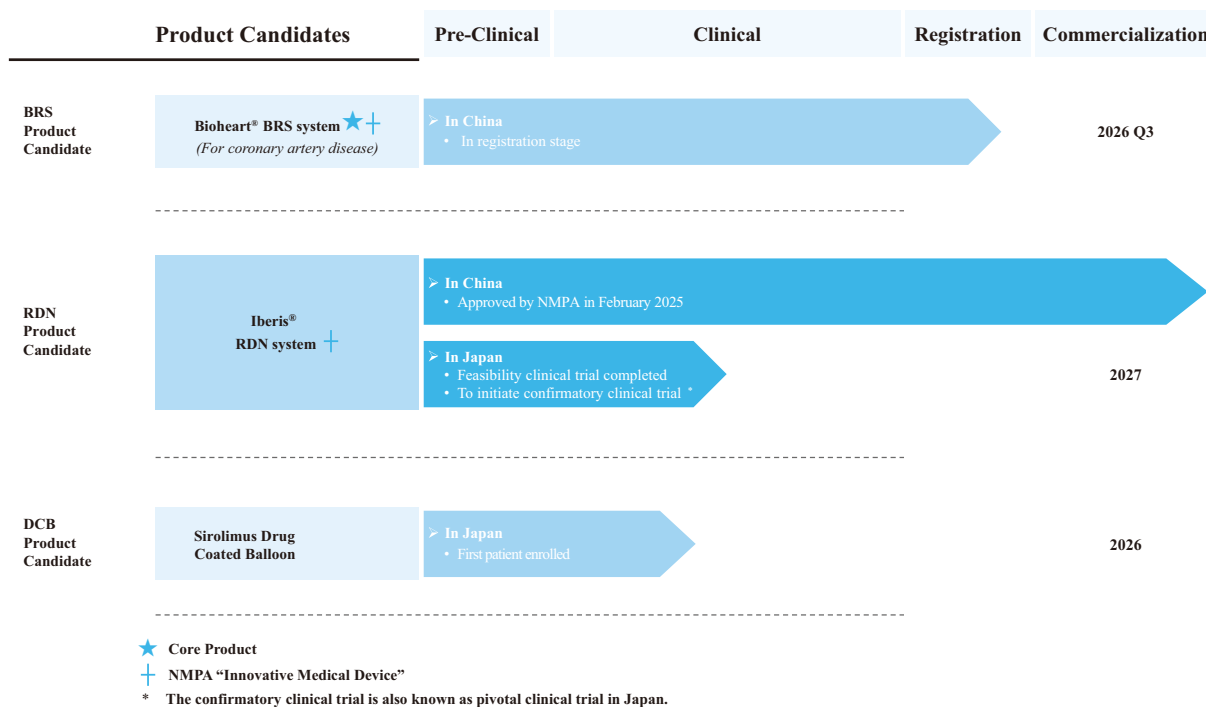 Product Candidates
Pre-Clinical
Clinical
Registration
Commercialization
BRS
Product
Candidate
Bioheart® BRS system
(For coronary artery disease)
➢ In China
• In registration stage
2026 Q3
RDN
Product
Candidate
Iberis®
RDN system
➢ In China
• Approved by NMPA in February 2025
➢ In Japan
• Feasibility clinical trial completed
• To initiate confirmatory clinical trial *
2027
DCB
Product
Candidate
Sirolimus Drug
Coated Balloon
➢ In Japan
• First patient enrolled
2026
Core Product
NMPA “Innovative Medical Device”
* The confirmatory clinical trial is also known as pivotal clinical trial in Japan.